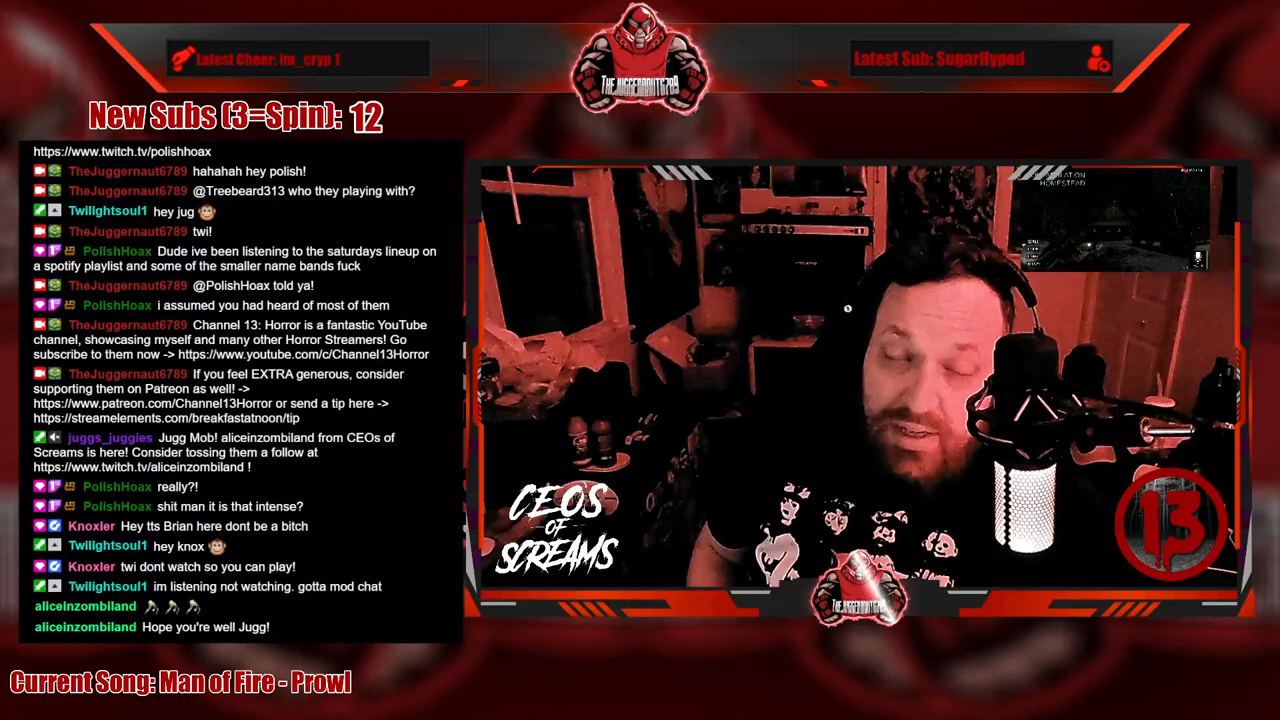 Latest Cheer: im_cryp 1
THEJUGGERNAUT6789
Latest Sub: SugarHyped
New Subs (3=Spin): 12
https://www.twitch.tv/polishhoax
TheJuggernaut6789 hahahah hey polish!
TheJuggernaut6789 @Treebeard313 who they playing with?
Twilightsoul1 hey jug
TheJuggernaut6789 twi!
PolishHoax Dude ive been listening to the saturdays lineup on
a spotify playlist and some of the smaller name bands fuck
TheJuggernaut6789 @PolishHoax told ya!
PolishHoax i assumed you had heard of most of them
TheJuggernaut6789 Channel 13: Horror is a fantastic YouTube
channel, showcasing myself and many other Horror Streamers! Go
subscribe to them now -> https://www.youtube.com/c/Channel13Horror
TheJuggernaut6789 If you feel EXTRA generous, consider
supporting them on Patreon as well! ->
https://www.patreon.com/Channel13Horror or send a tip here ->
https://streamelements.com/breakfastatnoon/tip
juggs_juggies Jugg Mob! aliceinzombiland from CEOs of
Screams is here! Consider tossing them a follow at
https://www.twitch.tv/aliceinzombiland !
PolishHoax really?!
PolishHoax shit man it is that intense?
Knoxler Hey tts Brian here dont be a bitch
Twilightsoul1 hey knox
Knoxler twi dont watch so you can play!
Twilightsoul1 im listening not watching. gotta mod chat
aliceinzombiland
aliceinzombiland Hope you're well Jugg!
HOMESTEAD
CEOS
OF
SCREAMS
13
THEJUGGERNAUT6789
Current Song: Man of Fire - Prowl